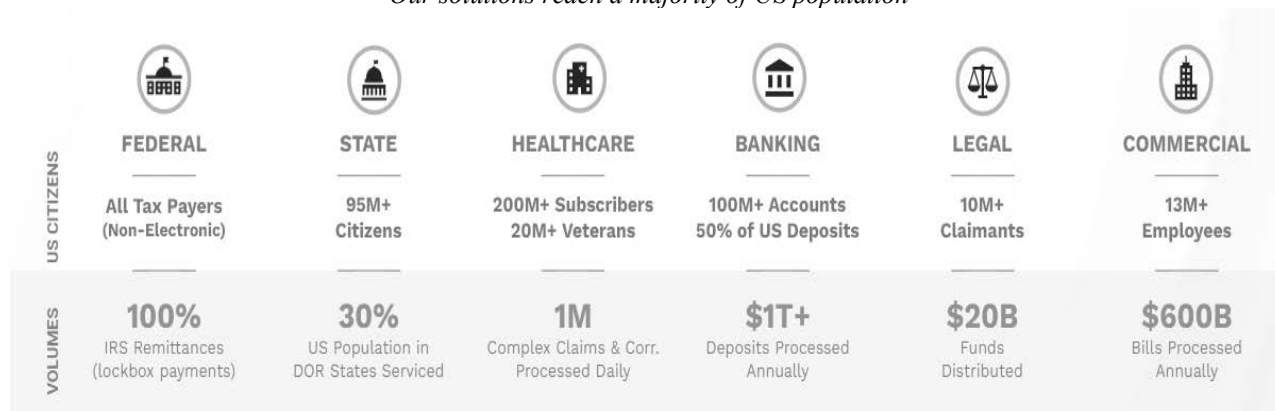 Our solutions reach a majority of US population
US CITIZENS
FEDERAL
All Tax Payers
(Non-Electronic)
STATE
95M+
Citizens
HEALTHCARE
200M+ Subscribers
20M+ Veterans
BANKING
100M+ Accounts
50% of US Deposits
LEGAL
10M+
Claimants
COMMERCIAL
13M+
Employees
VOLUMES
100%
IRS Remittances
(lockbox payments)
30%
US Population in
DOR States Serviced
1M
Complex Claims & Corr.
Processed Daily
$1T+
Deposits Processed
Annually
$20B
Funds
Distributed
$600B
Bills Processed
Annually